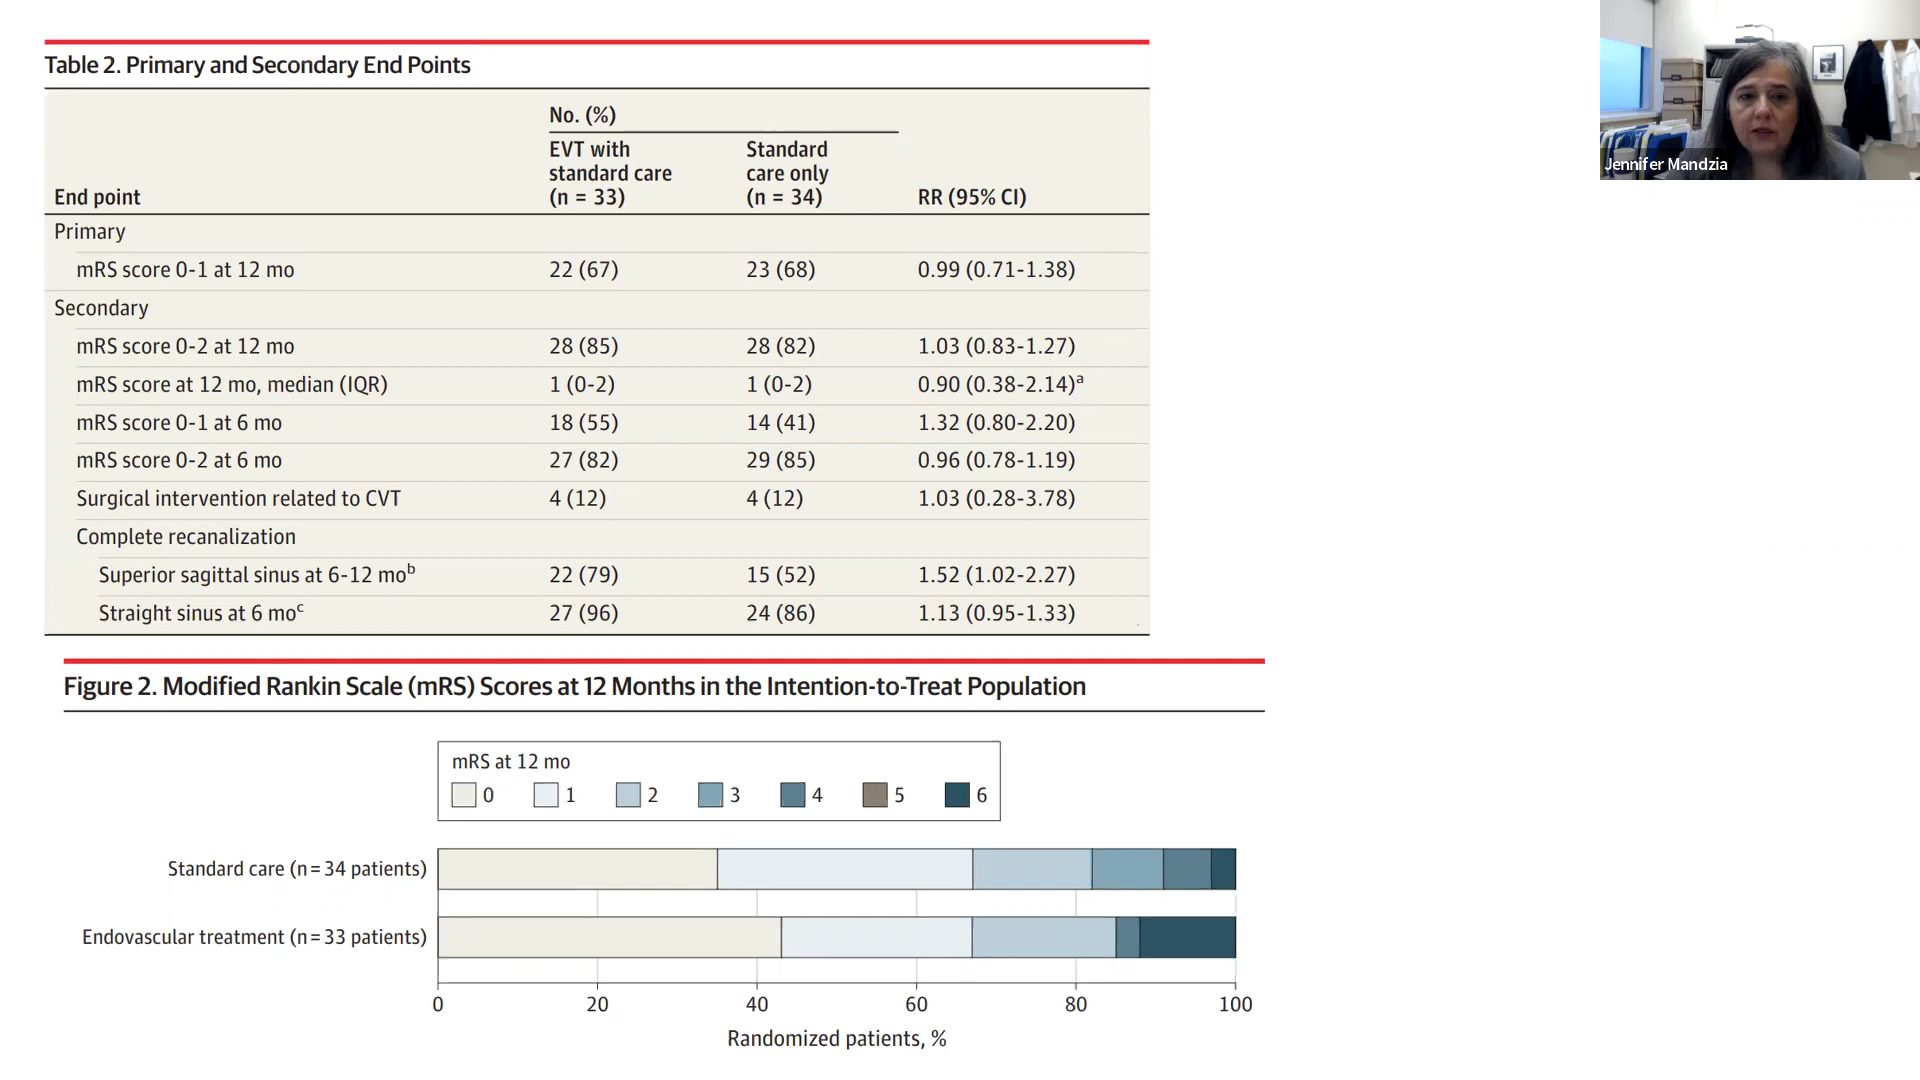 Table 2. Primary and Secondary End Points
No. (%)
End point
EVT with standard care (n = 33)
Standard care only (n = 34)
RR (95% CI)
Primary
mRS score 0-1 at 12 mo 22 (67) 23 (68) 0.99 (0.71-1.38)
Secondary
mRS score 0-2 at 12 mo 28 (85) 28 (82) 1.03 (0.83-1.27)
mRS score at 12 mo, median (IQR) 1 (0-2) 1 (0-2) 0.90 (0.38-2.14)a
mRS score 0-1 at 6 mo 18 (55) 14 (41) 1.32 (0.80-2.20)
mRS score 0-2 at 6 mo 27 (82) 29 (85) 0.96 (0.78-1.19)
Surgical intervention related to CVT 4 (12) 4 (12) 1.03 (0.28-3.78)
Complete recanalization
Superior sagittal sinus at 6-12 mob 22 (79) 15 (52) 1.52 (1.02-2.27)
Straight sinus at 6 moc 27 (96) 24 (86) 1.13 (0.95-1.33)
Figure 2. Modified Rankin Scale (mRS) Scores at 12 Months in the Intention-to-Treat Population
mRS at 12 mo
0 1 2 3 4 5 6
Standard care (n = 34 patients)
Endovascular treatment (n = 33 patients)
0 20 40 60 80 100
Randomized patients, %
Jennifer Mandzia